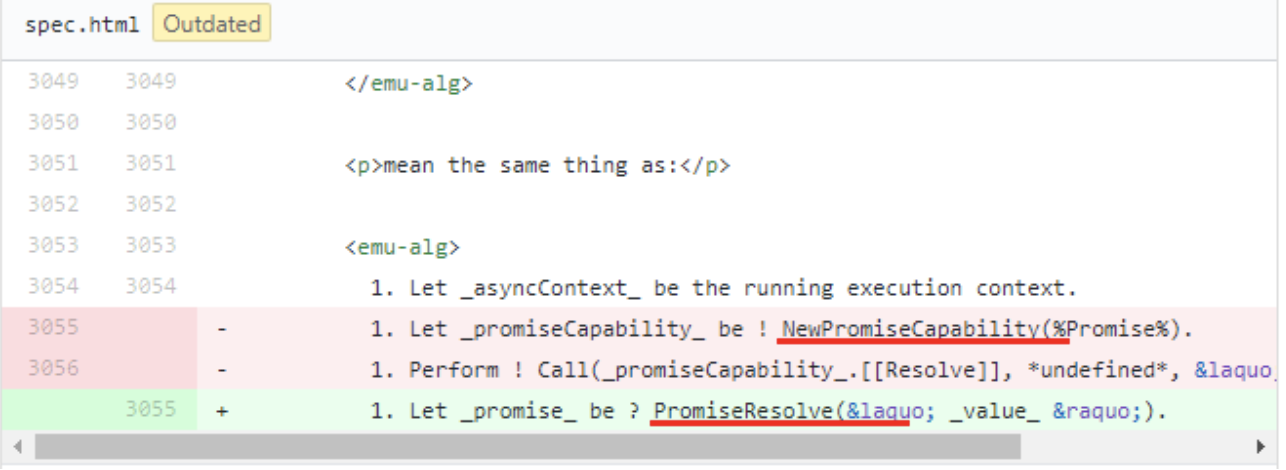 spec.html Outdated
3049 3049 </emu-alg>
3050 3050
3051 3051 <p>mean the same thing as:</p>
3052 3052
3053 3053 <emu-alg>
3054 3054 1. Let _asyncContext_ be the running execution context.
3055 - 1. Let _promiseCapability_ be ! NewPromiseCapability(%Promise%).
3056 - 1. Perform ! Call(_promiseCapability_.[[Resolve]], *undefined*, &laquo
3055 + 1. Let _promise_ be ? PromiseResolve(&laquo; _value_ &raquo;).